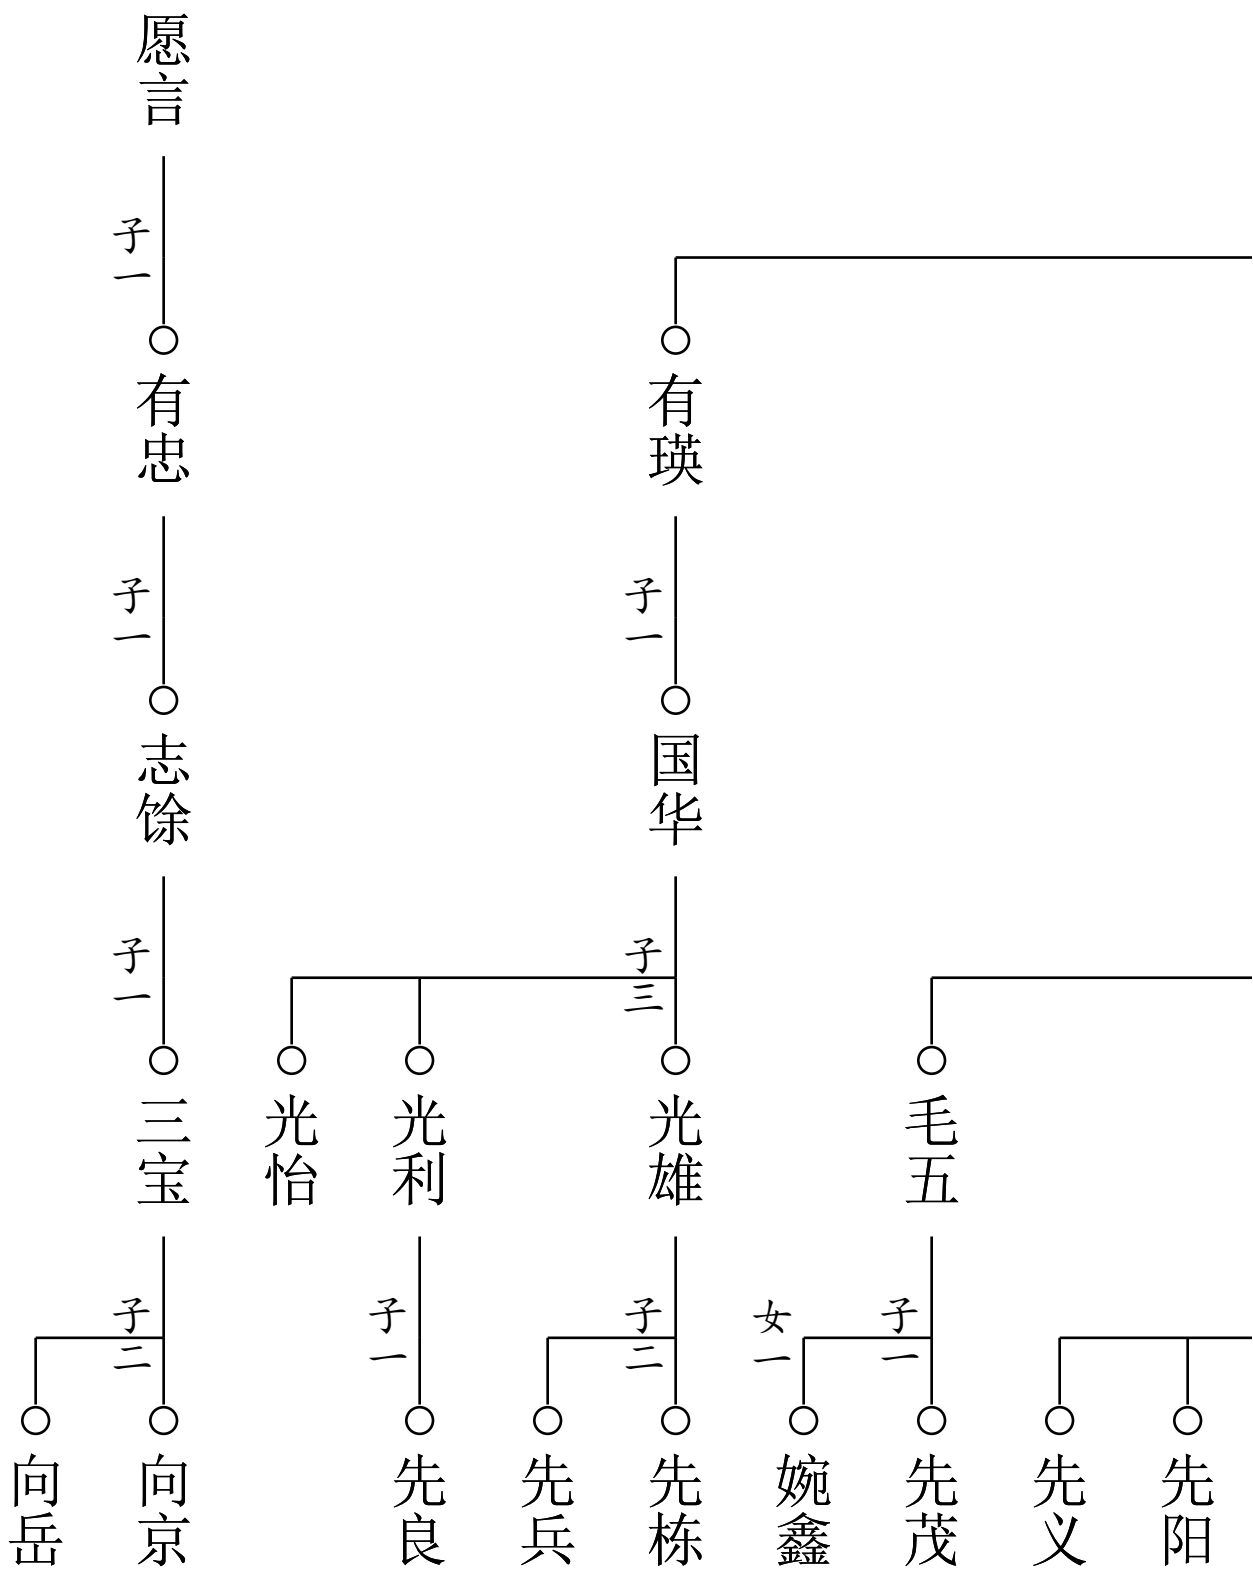 愿言
子一
有忠
有瑛
子一
子一
志馀
国华
子一
子三
三宝
光怡
光利
光雄
毛五
子二
子一
子二
女一
子一
向岳
向京
先良
先兵
先栋
婉鑫
先茂
先义
先阳